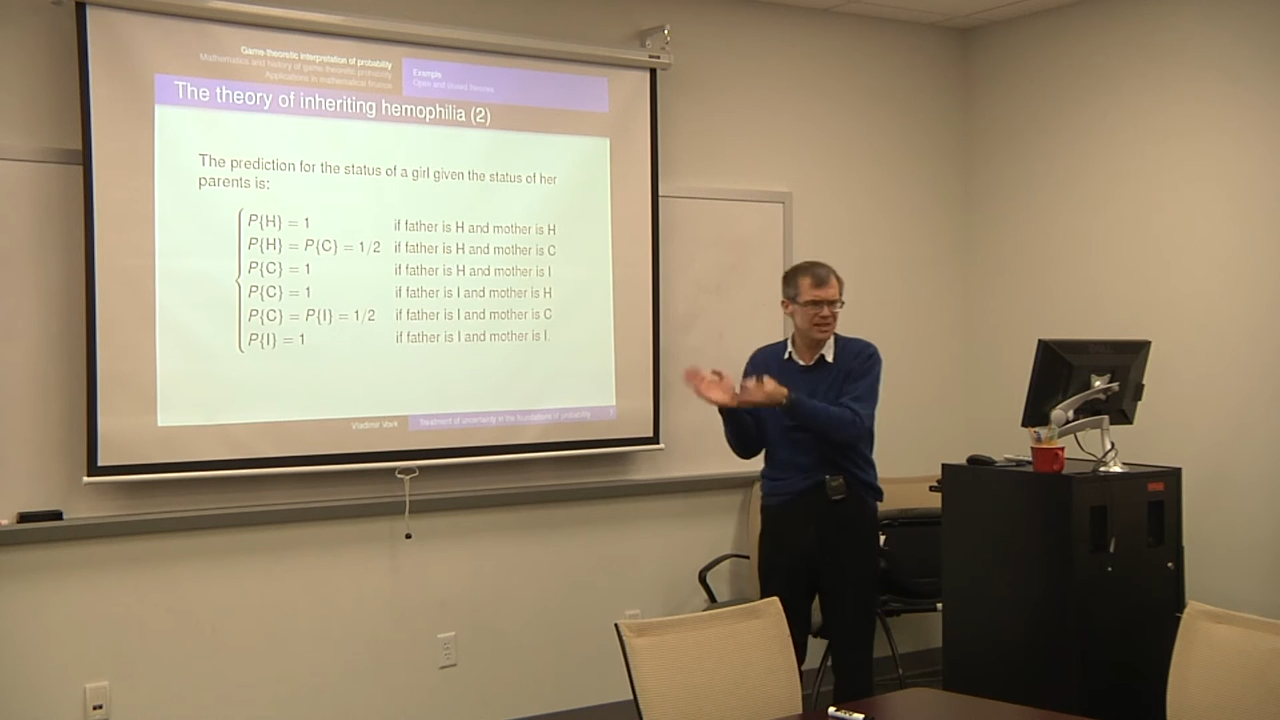 Game-theoretic interpretation of probability
Mathematics and history of game-theoretic probability
Applications in mathematical finance
Example
Open and closed theories
The theory of inheriting hemophilia (2)
The prediction for the status of a girl given the status of her
parents is:
P{H} = 1 if father is H and mother is H
P{H} = P{C} = 1/2 if father is H and mother is C
P{C} = 1 if father is H and mother is I
P{C} = 1 if father is I and mother is H
P{C} = P{I} = 1/2 if father is I and mother is C
P{I} = 1 if father is I and mother is I.
Vladimir Vovk Treatment of uncertainty in the foundations of probability
DELL